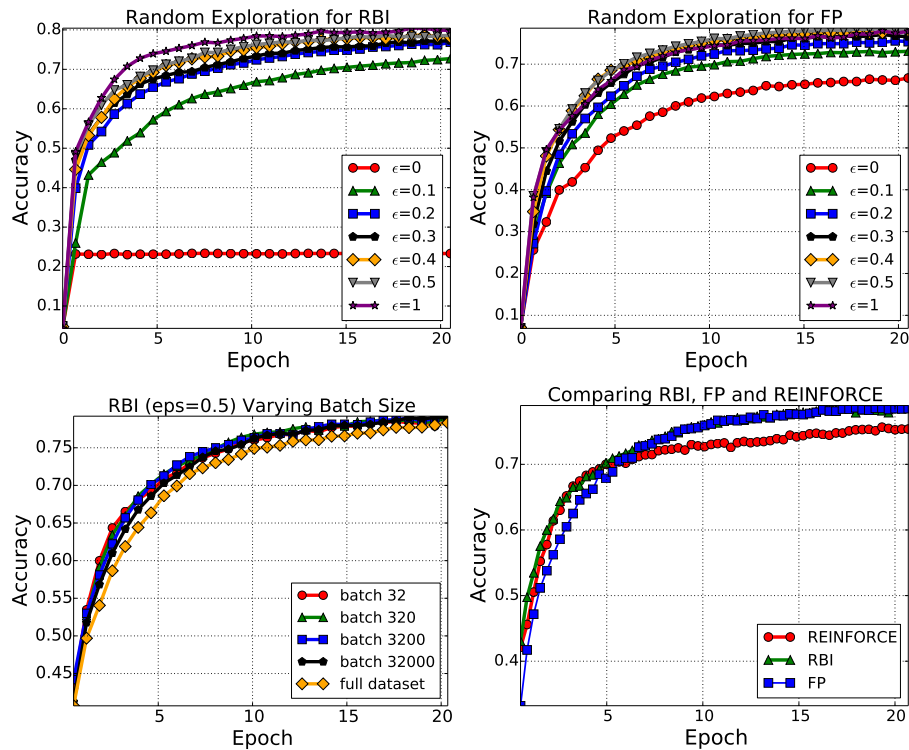 Random Exploration for RBI
Accuracy
0.8
0.7
0.6
0.5
0.4
0.3
0.2
0.1
0
5
10
15
20
Epoch
ϵ=0
ϵ=0.1
ϵ=0.2
ϵ=0.3
ϵ=0.4
ϵ=0.5
ϵ=1
Random Exploration for FP
Accuracy
0.7
0.6
0.5
0.4
0.3
0.2
0.1
0
5
10
15
20
Epoch
ϵ=0
ϵ=0.1
ϵ=0.2
ϵ=0.3
ϵ=0.4
ϵ=0.5
ϵ=1
RBI (eps=0.5) Varying Batch Size
Accuracy
0.75
0.70
0.65
0.60
0.55
0.50
0.45
5
10
15
20
Epoch
batch 32
batch 320
batch 3200
batch 32000
full dataset
Comparing RBI, FP and REINFORCE
Accuracy
0.7
0.6
0.5
0.4
5
10
15
20
Epoch
REINFORCE
RBI
FP